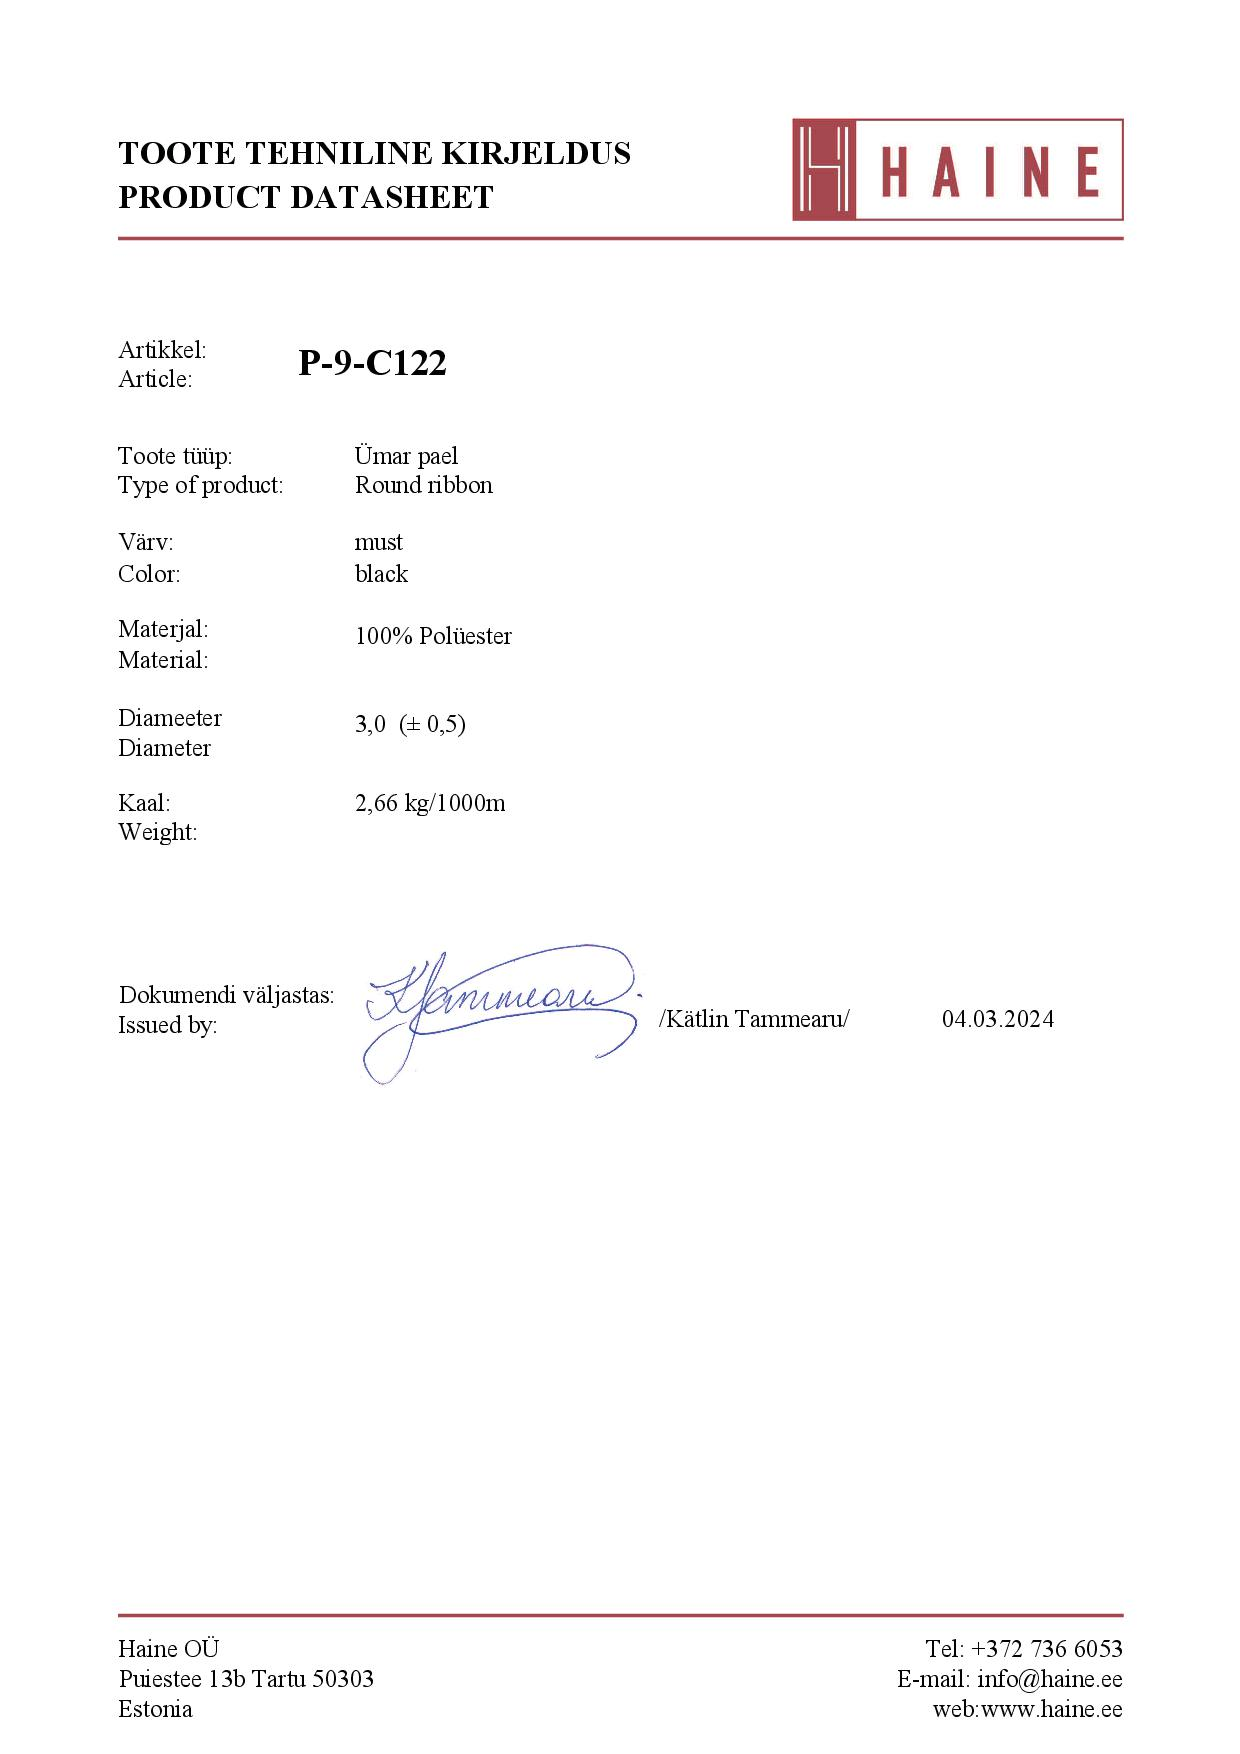 TOOTE TEHNILINE KIRJELDUS
PRODUCT DATASHEET
HAINE
Artikkel:
Article:
P-9-C122
Toote tüüp: Ümar pael
Type of product: Round ribbon
Värv: must
Color: black
Materjal:
Material:
100% Polüester
Diameeter
Diameter
3,0 (± 0,5)
Kaal: 2,66 kg/1000m
Weight:
Dokumendi väljastas:
Issued by:
KTammearu
/Kätlin Tammearu/ 04.03.2024
Haine OÜ
Puiestee 13b Tartu 50303
Estonia
Tel: +372 736 6053
E-mail: info@haine.ee
web:www.haine.ee